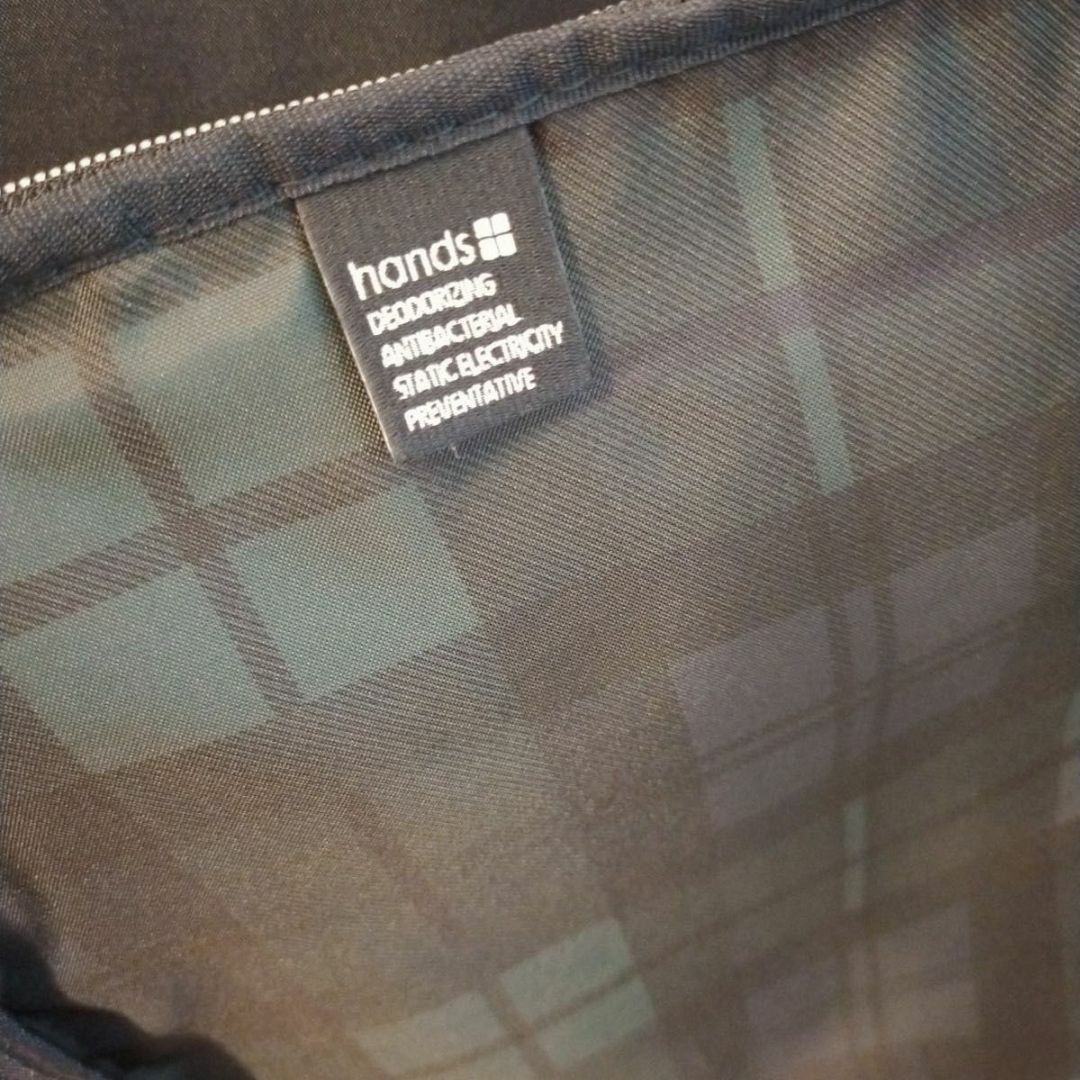 hands
DEODORIZING
ANTIBACTERIAL
STATIC ELECTRICITY
PREVENTATIVE